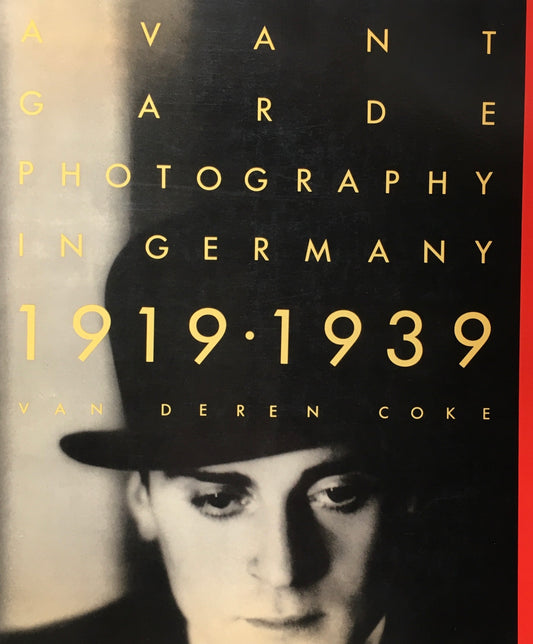 AVANT
GARDE
PHOTOGRAPHY
IN GERMANY
1919·1939
VAN DEREN COKE